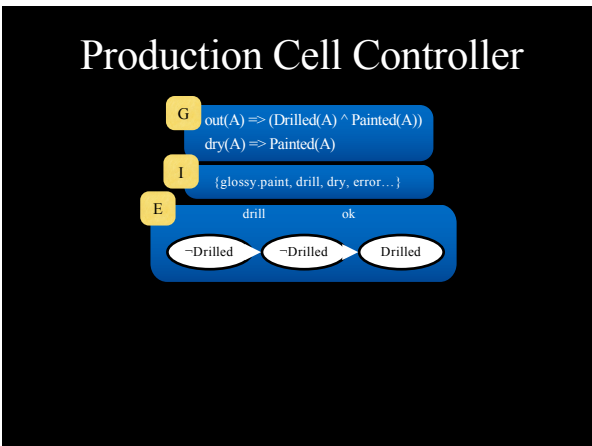 Production Cell Controller
G
out(A) => (Drilled(A) ^ Painted(A))
dry(A) => Painted(A)
I
{glossy.paint, drill, dry, error…}
E
drill ok
¬Drilled ¬Drilled Drilled